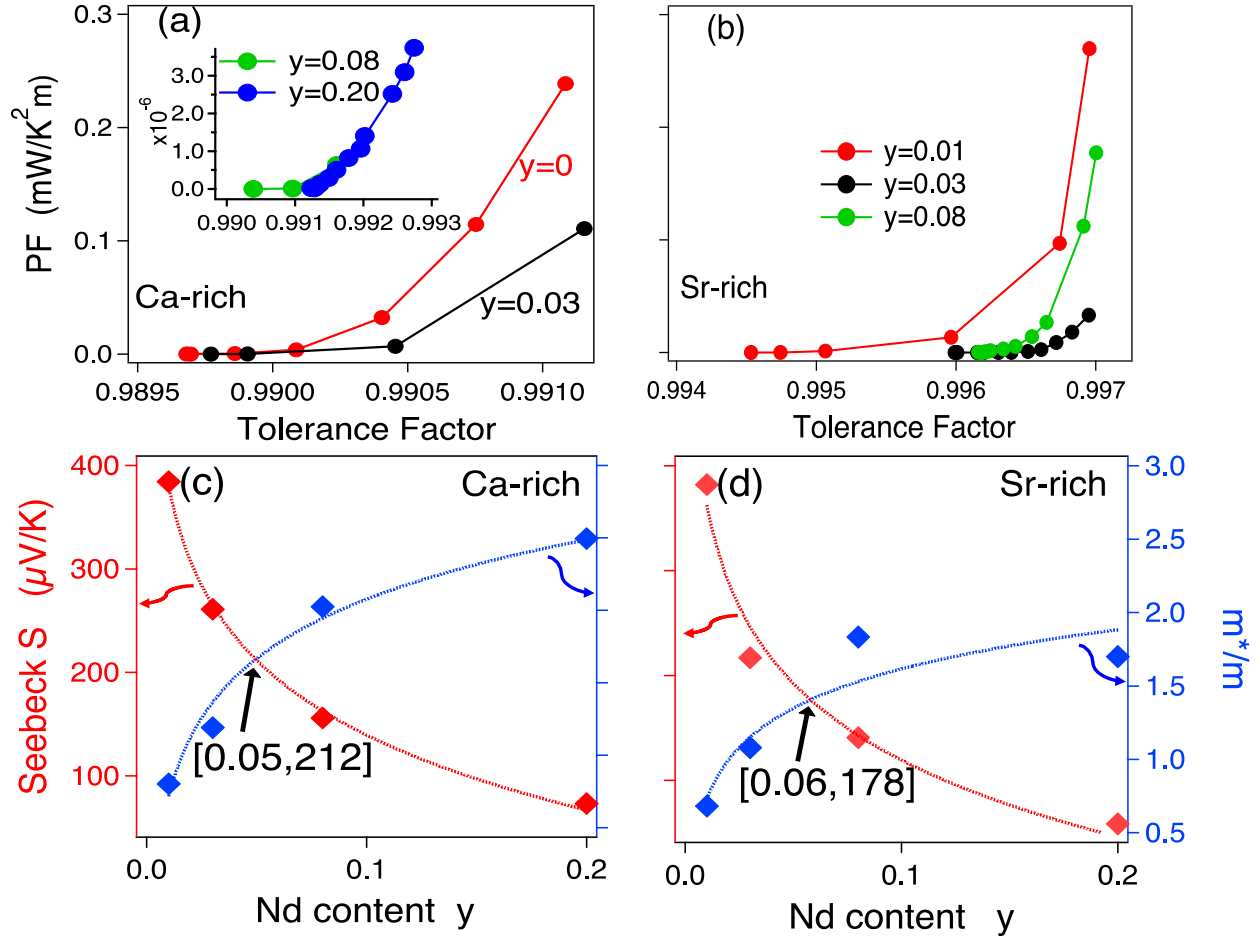 (a)
0.3
0.2
0.1
0.0
PF (mW/K²m)
y=0.08
y=0.20
3.0
2.0
1.0
0.0
x10⁻⁶
0.990 0.991 0.992 0.993
y=0
y=0.03
Ca-rich
0.9895 0.9900 0.9905 0.9910
Tolerance Factor
(b)
y=0.01
y=0.03
y=0.08
Sr-rich
0.994 0.995 0.996 0.997
Tolerance Factor
(c)
Ca-rich
400
300
200
100
Seebeck S (µV/K)
[0.05,212]
0.0 0.1 0.2
Nd content y
(d)
Sr-rich
3.0
2.5
2.0
1.5
1.0
0.5
m*/m
[0.06,178]
0.0 0.1 0.2
Nd content y